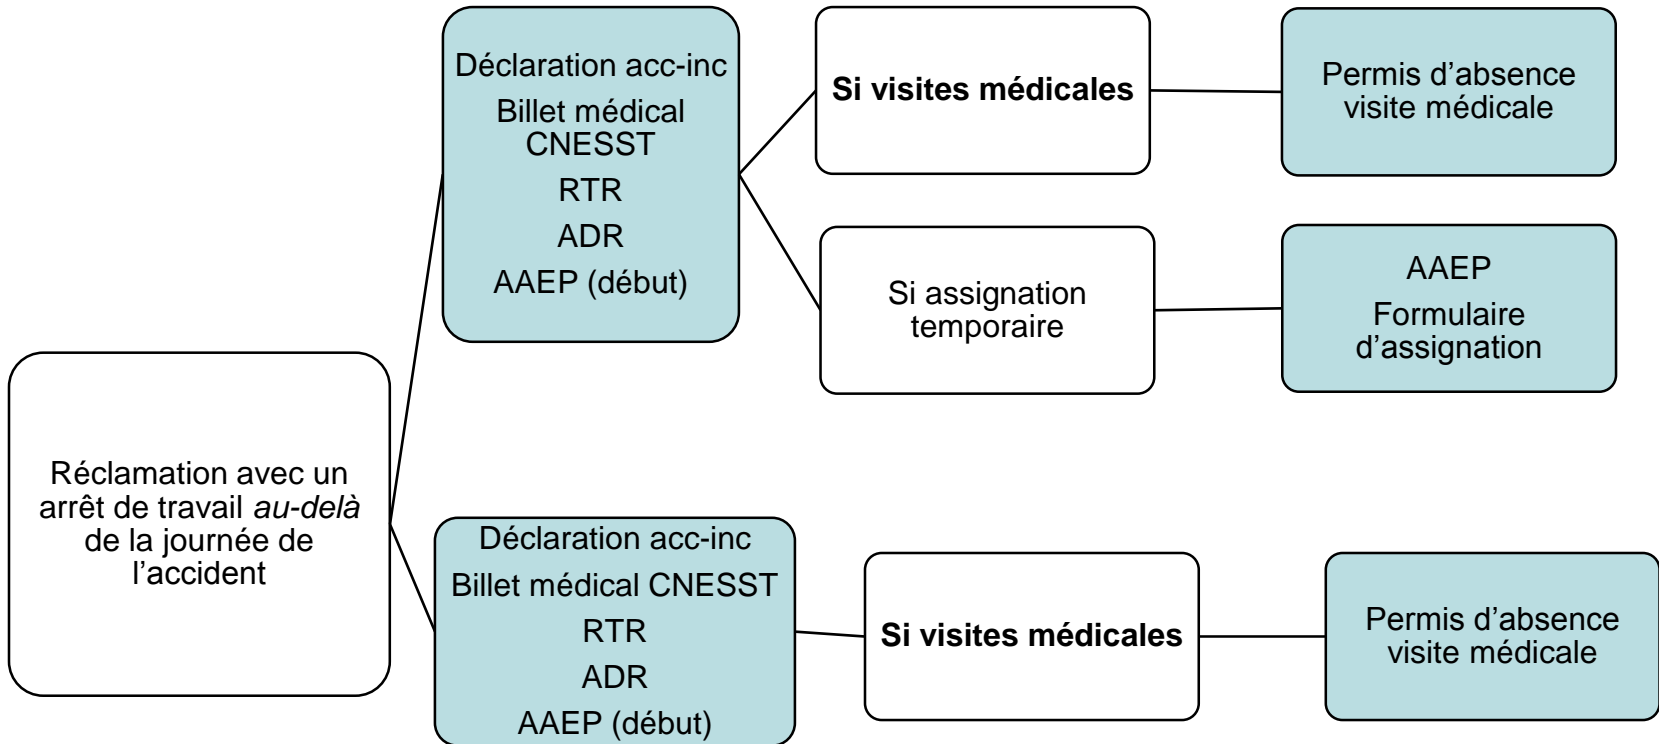 Déclaration acc-inc
Billet médical
CNESST
RTR
ADR
AAEP (début)
Si visites médicales
Permis d’absence
visite médicale
Si assignation
temporaire
AAEP
Formulaire
d’assignation
Réclamation avec un
arrêt de travail au-delà
de la journée de
l’accident
Déclaration acc-inc
Billet médical CNESST
RTR
ADR
AAEP (début)
Si visites médicales
Permis d’absence
visite médicale